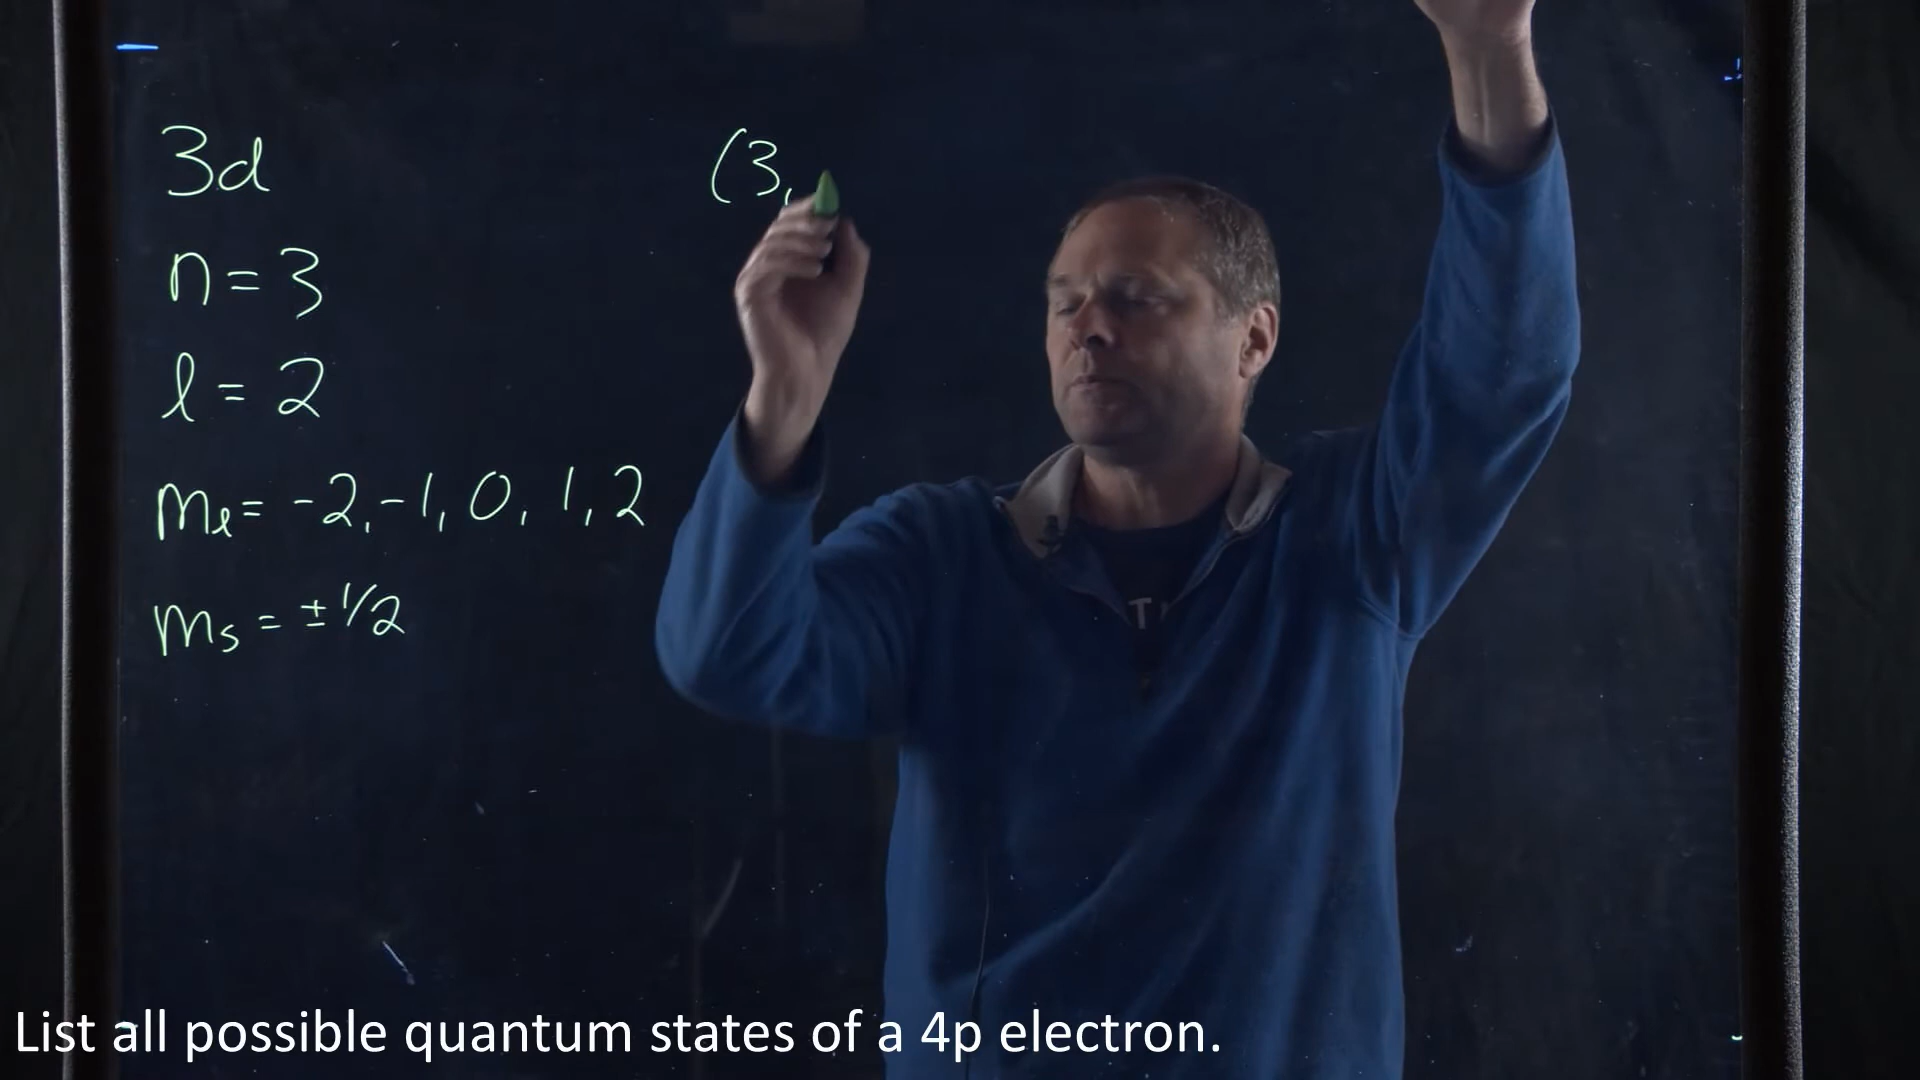 3d
(3,
n = 3
l = 2
mₗ = -2, -1, 0, 1, 2
mₛ = ± 1/2
List all possible quantum states of a 4p electron.